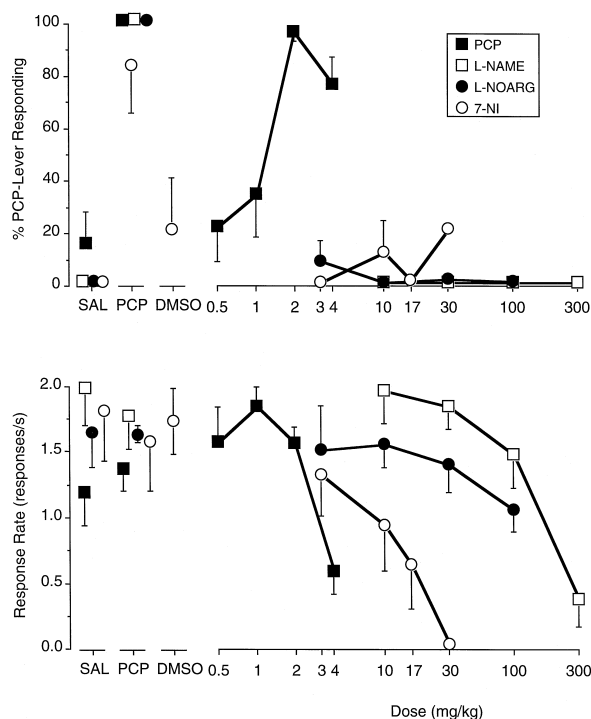 100
80
60
40
20
0
% PCP-Lever Responding
PCP
L-NAME
L-NOARG
7-NI
SAL PCP DMSO 0.5 1 2 3 4 10 17 30 100 300
2.0
1.5
1.0
0.5
0.0
Response Rate (responses/s)
SAL PCP DMSO 0.5 1 2 3 4 10 17 30 100 300
Dose (mg/kg)